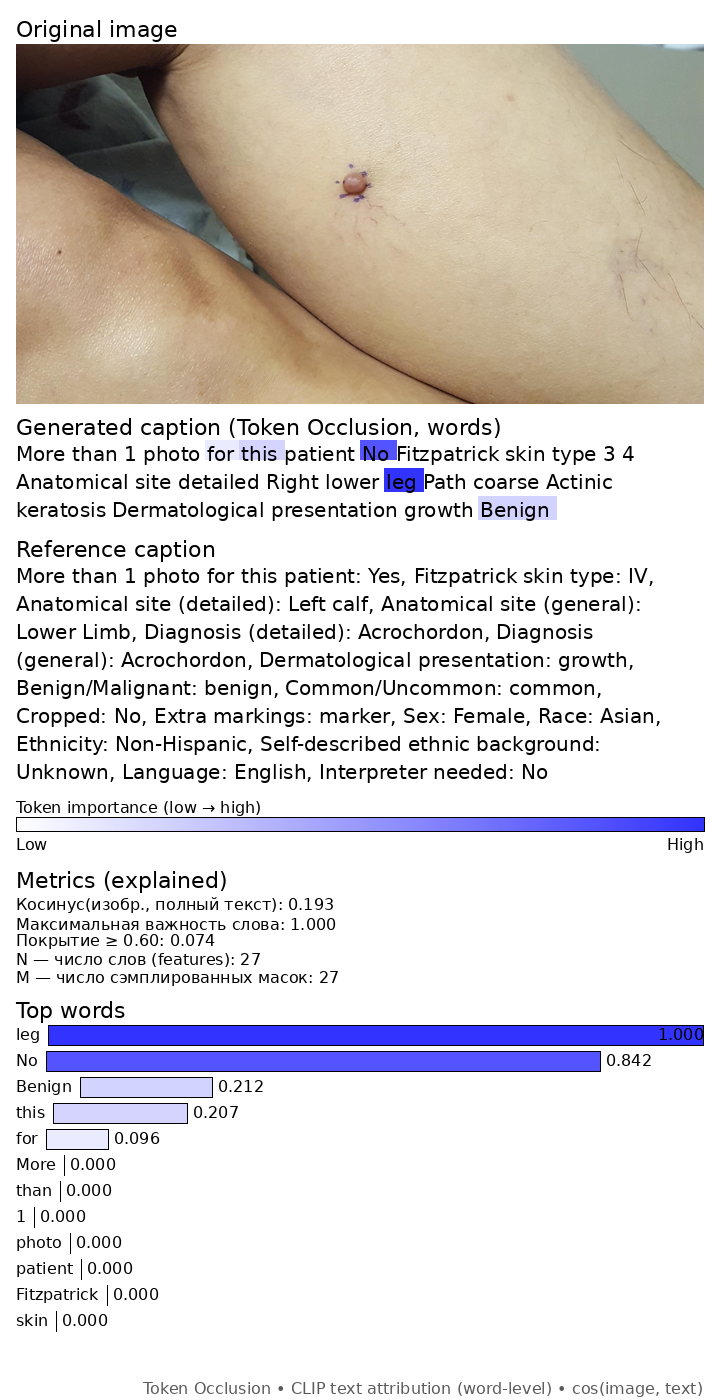 Original image
Generated caption (Token Occlusion, words)
More than 1 photo for this patient No Fitzpatrick skin type 3 4
Anatomical site detailed Right lower leg Path coarse Actinic
keratosis Dermatological presentation growth Benign
Reference caption
More than 1 photo for this patient: Yes, Fitzpatrick skin type: IV,
Anatomical site (detailed): Left calf, Anatomical site (general):
Lower Limb, Diagnosis (detailed): Acrochordon, Diagnosis
(general): Acrochordon, Dermatological presentation: growth,
Benign/Malignant: benign, Common/Uncommon: common,
Cropped: No, Extra markings: marker, Sex: Female, Race: Asian,
Ethnicity: Non-Hispanic, Self-described ethnic background:
Unknown, Language: English, Interpreter needed: No
Token importance (low → high)
Low High
Metrics (explained)
Косинус(изобр., полный текст): 0.193
Максимальная важность слова: 1.000
Покрытие ≥ 0.60: 0.074
N — число слов (features): 27
M — число сэмплированных масок: 27
Top words
leg 1.000
No 0.842
Benign 0.212
this 0.207
for 0.096
More 0.000
than 0.000
1 0.000
photo 0.000
patient 0.000
Fitzpatrick 0.000
skin 0.000
Token Occlusion • CLIP text attribution (word-level) • cos(image, text)